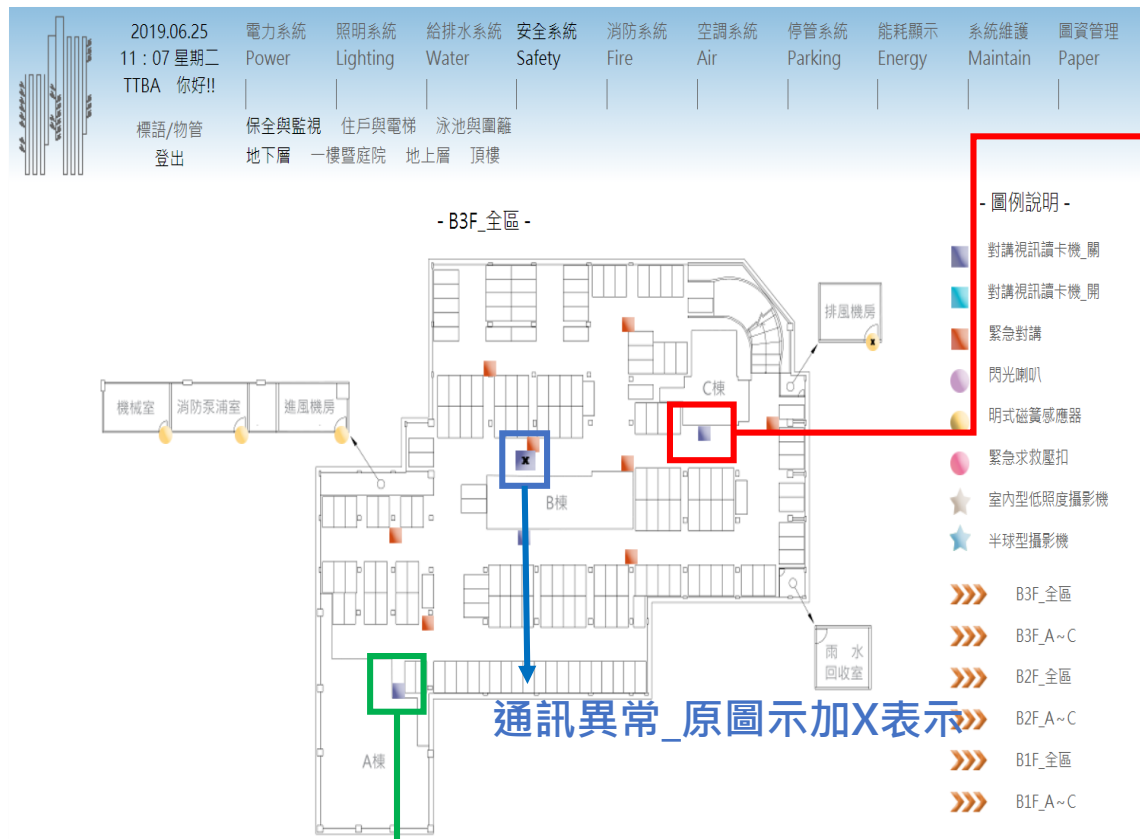 2019.06.25
11：07 星期二
TTBA 你好!!
標語/物管
登出
電力系統 照明系統 給排水系統 安全系統 消防系統 空調系統 停管系統 能耗顯示 系統維護 圖資管理
Power Lighting Water Safety Fire Air Parking Energy Maintain Paper
保全與監視 住戶與電梯 泳池與圍籬
地下層 一樓暨庭院 地上層 頂樓
- B3F_全區 -
- 圖例說明 -
對講視訊讀卡機_關
對講視訊讀卡機_開
緊急對講
閃光喇叭
明式磁簧感應器
緊急求救壓扣
室內型低照度攝影機
半球型攝影機
B3F_全區
B3F_A~C
B2F_全區
B2F_A~C
B1F_全區
B1F_A~C
排風機房
x
機械室 消防泵浦室 進風機房
C棟
x
B棟
雨 水
回收室
通訊異常_原圖示加X表示
A棟